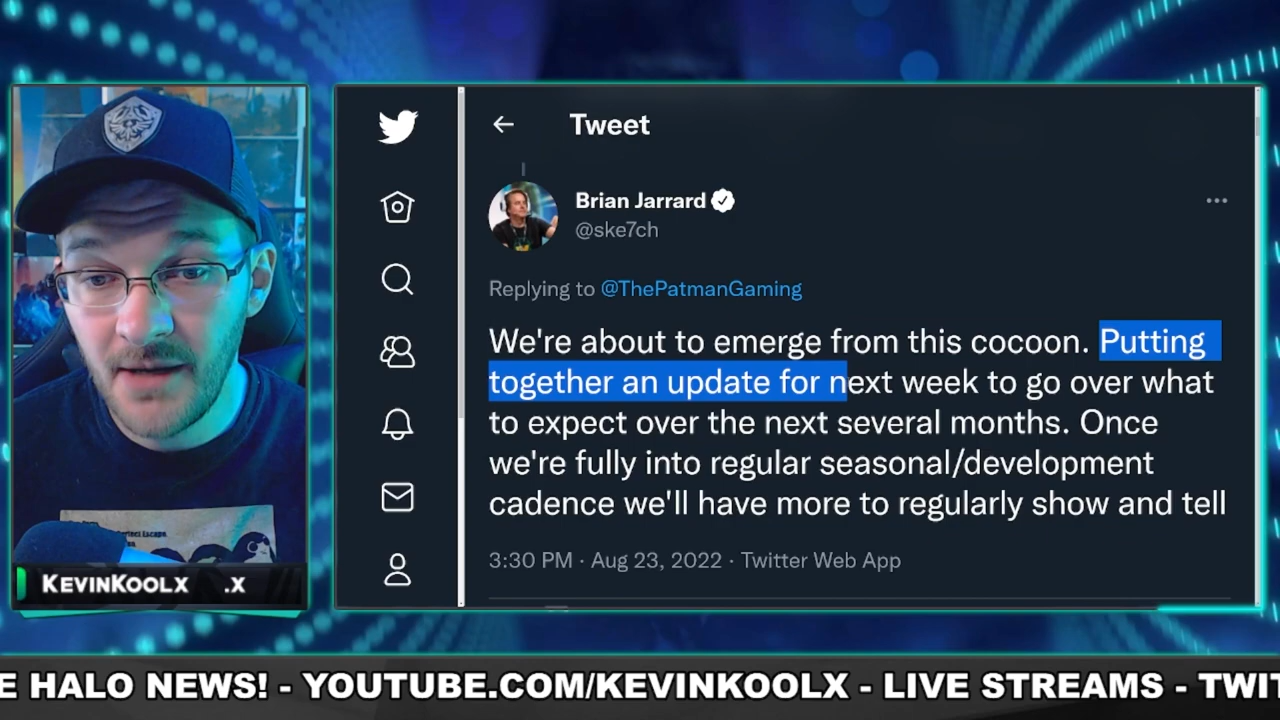 Tweet
Brian Jarrard
@ske7ch
Replying to @ThePatmanGaming
We're about to emerge from this cocoon. Putting
together an update for next week to go over what
to expect over the next several months. Once
we're fully into regular seasonal/development
cadence we'll have more to regularly show and tell
3:30 PM · Aug 23, 2022 · Twitter Web App
KEVINKOOLX .X
E HALO NEWS! - YOUTUBE.COM/KEVINKOOLX - LIVE STREAMS - TWIT